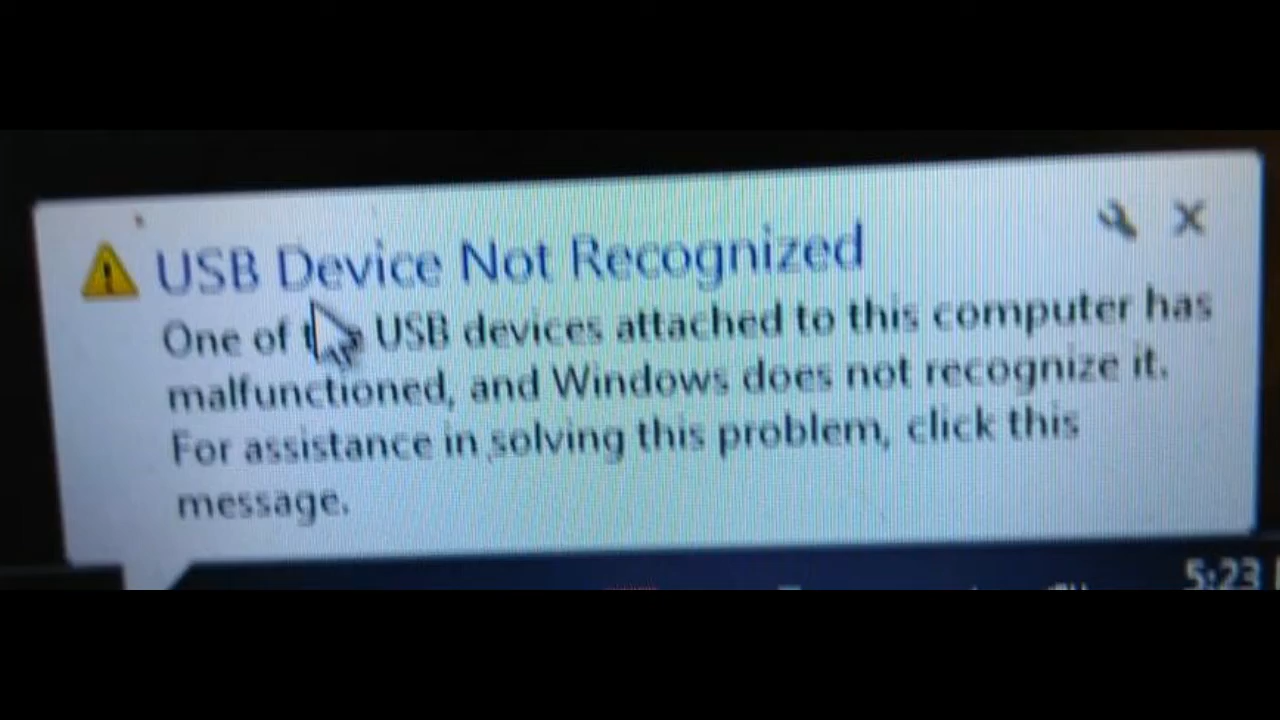 USB Device Not Recognized
One of USB devices attached to this computer has
malfunctioned, and Windows does not recognize it.
For assistance in solving this problem, click this
message.
5:23